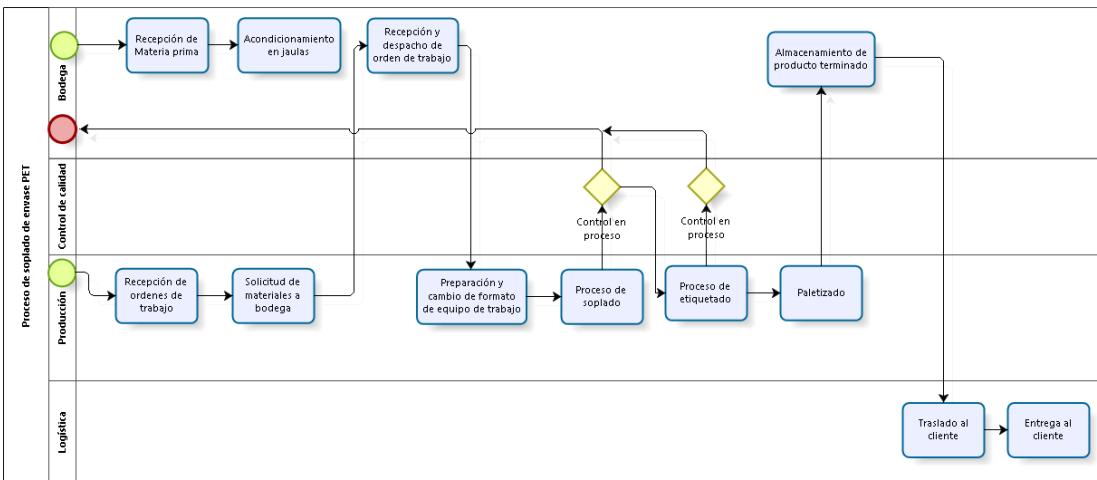 Proceso de soplado de envase PET
Bodega
Recepción de
Materia prima
Acondicionamiento
en jaulas
Recepción y
despacho de
orden de trabajo
Almacenamiento de
producto terminado
Control de calidad
Control en
proceso
Control en
proceso
Producción
Recepción de
ordenes de
trabajo
Solicitud de
materiales a
bodega
Preparación y
cambio de formato
de equipo de trabajo
Proceso de
soplado
Proceso de
etiquetado
Paletizado
Logística
Traslado al
cliente
Entrega al
cliente